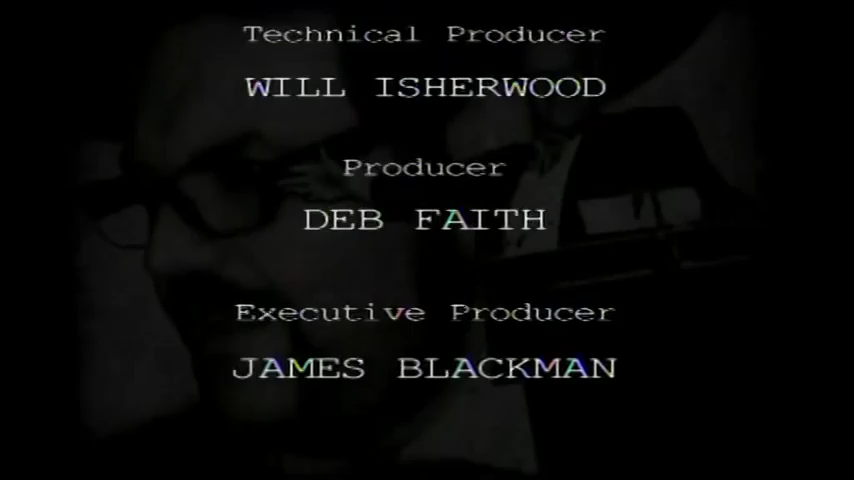 Technical Producer
WILL ISHERWOOD
Producer
DEB FAITH
Executive Producer
JAMES BLACKMAN